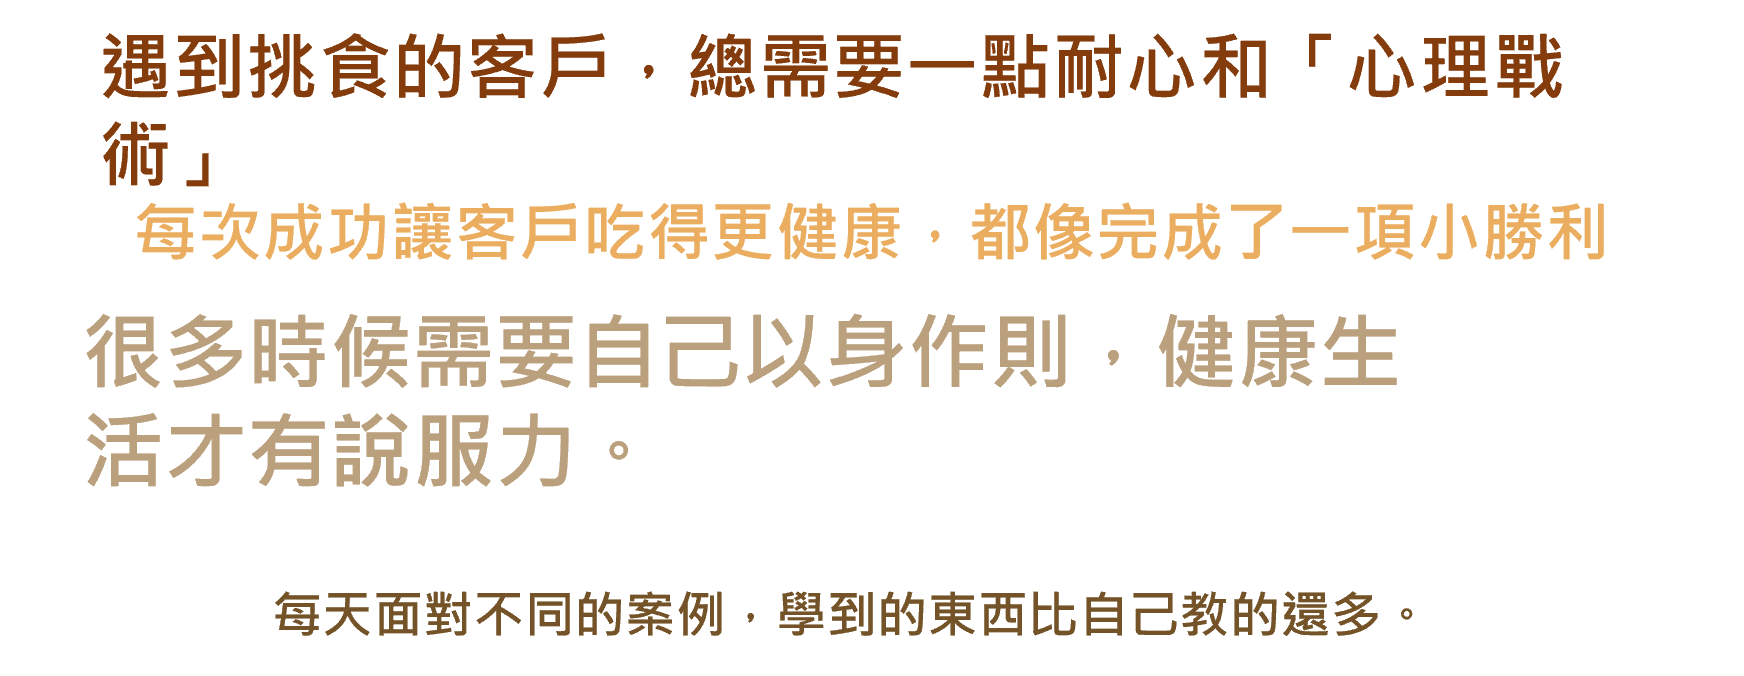 遇到挑食的客戶，總需要一點耐心和「心理戰
術」
每次成功讓客戶吃得更健康，都像完成了一項小勝利
很多時候需要自己以身作則，健康生
活才有說服力。
每天面對不同的案例，學到的東西比自己教的還多。